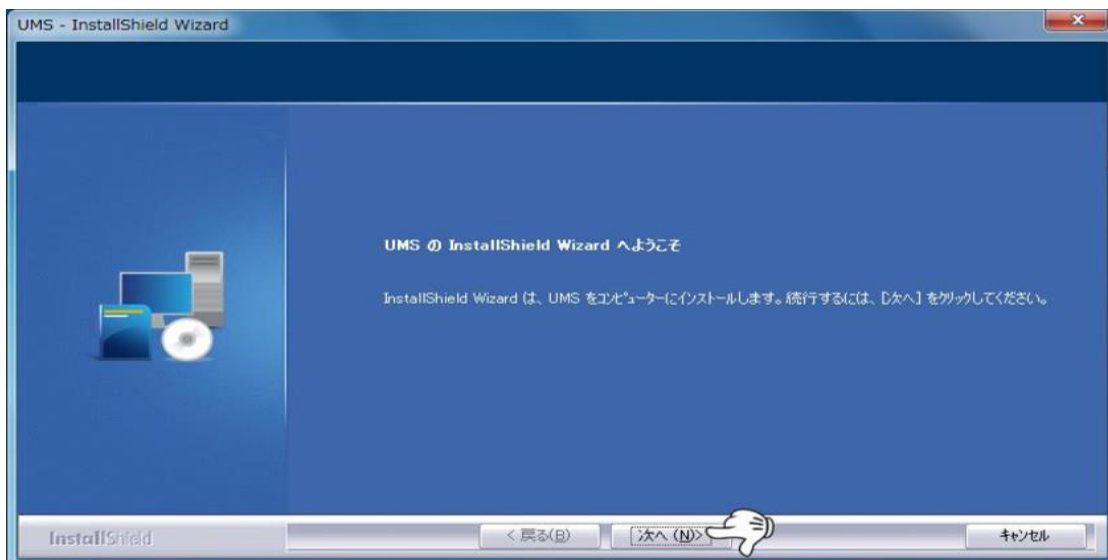 UMS - InstallShield Wizard
UMS の InstallShield Wizard へようこそ
InstallShield Wizard は、UMS をコンピューターにインストールします。続行するには、[次へ] をクリックしてください。
InstallShield
< 戻る(B)
次へ (N)>
キャンセル